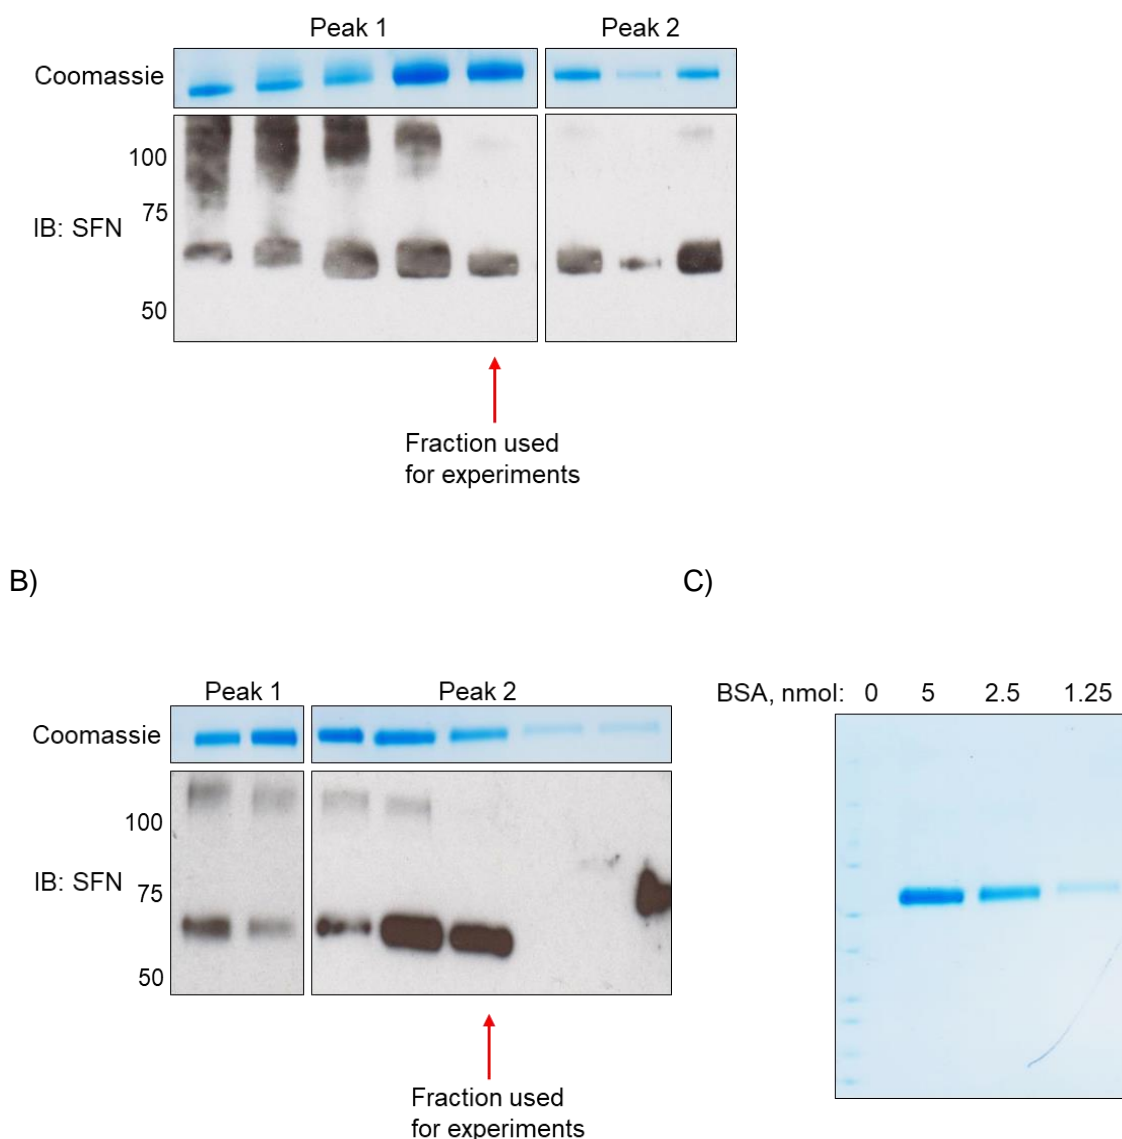 Peak 1 Peak 2
Coomassie
100
75
IB: SFN
50
Fraction used
for experiments
B) C)
Peak 1 Peak 2 BSA, nmol: 0 5 2.5 1.25
Coomassie
100
IB: SFN 75
50
Fraction used
for experiments